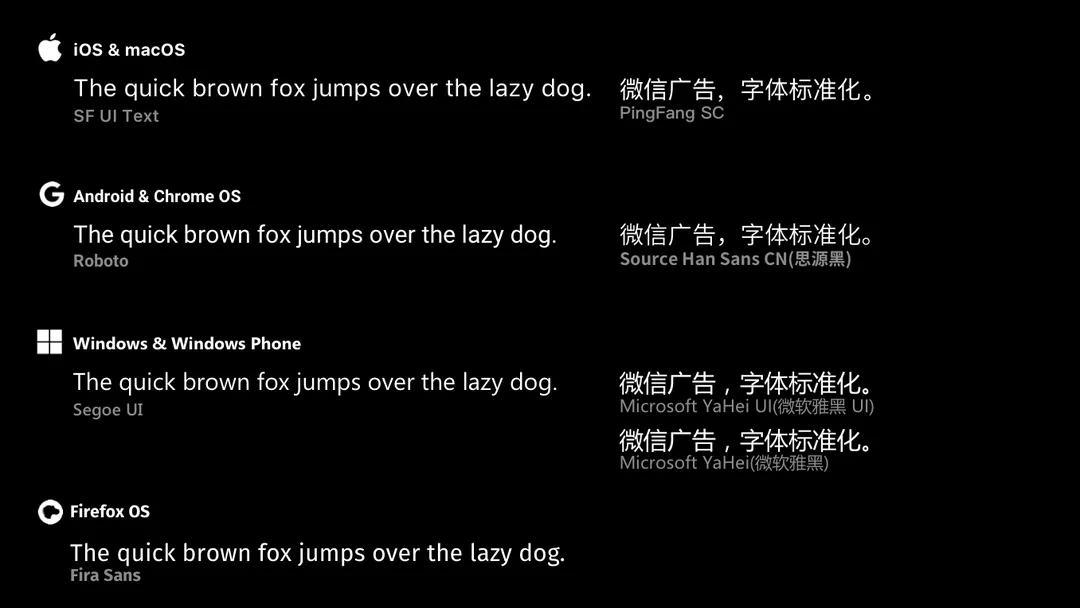 iOS & macOS
The quick brown fox jumps over the lazy dog.
SF UI Text
微信广告，字体标准化。
PingFang SC
Android & Chrome OS
The quick brown fox jumps over the lazy dog.
Roboto
微信广告，字体标准化。
Source Han Sans CN(思源黑)
Windows & Windows Phone
The quick brown fox jumps over the lazy dog.
Segoe UI
微信广告，字体标准化。
Microsoft YaHei UI(微软雅黑 UI)
微信广告，字体标准化。
Microsoft YaHei(微软雅黑)
Firefox OS
The quick brown fox jumps over the lazy dog.
Fira Sans